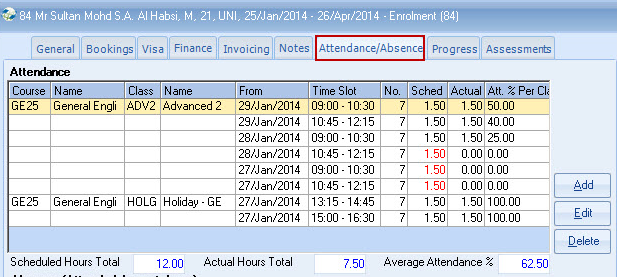 84 Mr Sultan Mohd S.A. Al Habsi, M, 21, UNI, 25/Jan/2014 - 26/Apr/2014 - Enrolment (84)
General Bookings Visa Finance Invoicing Notes Attendance/Absence Progress Assessments
Attendance
Course Name Class Name From Time Slot No. Sched Actual Att. % Per Cla
GE25 General Engli ADV2 Advanced 2 29/Jan/2014 09:00 - 10:30 7 1.50 1.50 50.00
29/Jan/2014 10:45 - 12:15 7 1.50 1.50 40.00
28/Jan/2014 09:00 - 10:30 7 1.50 1.50 25.00
28/Jan/2014 10:45 - 12:15 7 1.50 0.00 0.00
27/Jan/2014 09:00 - 10:30 7 1.50 0.00 0.00
27/Jan/2014 10:45 - 12:15 7 1.50 0.00 0.00
GE25 General Engli HOLG Holiday - GE 27/Jan/2014 13:15 - 14:45 7 1.50 1.50 100.00
27/Jan/2014 15:00 - 16:30 7 1.50 1.50 100.00
Add
Edit
Delete
Scheduled Hours Total 12.00 Actual Hours Total 7.50 Average Attendance % 62.50